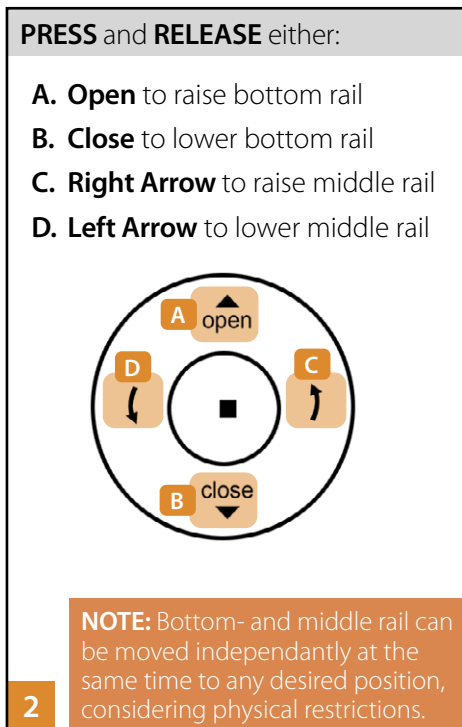 PRESS and RELEASE either:
A. Open to raise bottom rail
B. Close to lower bottom rail
C. Right Arrow to raise middle rail
D. Left Arrow to lower middle rail
A open
D
C
B close
NOTE: Bottom- and middle rail can
be moved independantly at the
same time to any desired position,
considering physical restrictions.
2